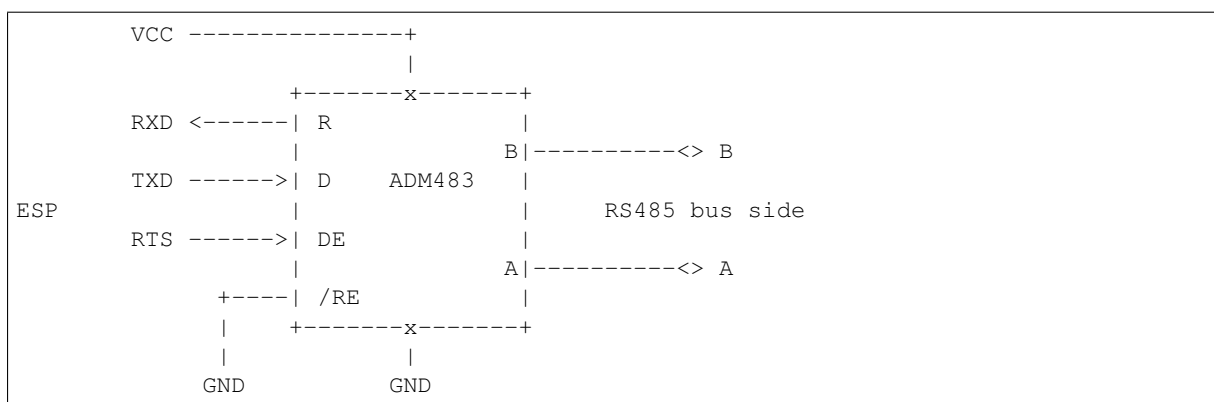 VCC ---------------+
                           |
                   +-------x-------+
        RXD <------| R             |
                   |              B|----------<> B
        TXD ------>| D    ADM483   |
ESP                |               |     RS485 bus side
        RTS ------>| DE            |
                   |              A|----------<> A
              +----| /RE           |
              |    +-------x-------+
              |            |
             GND          GND